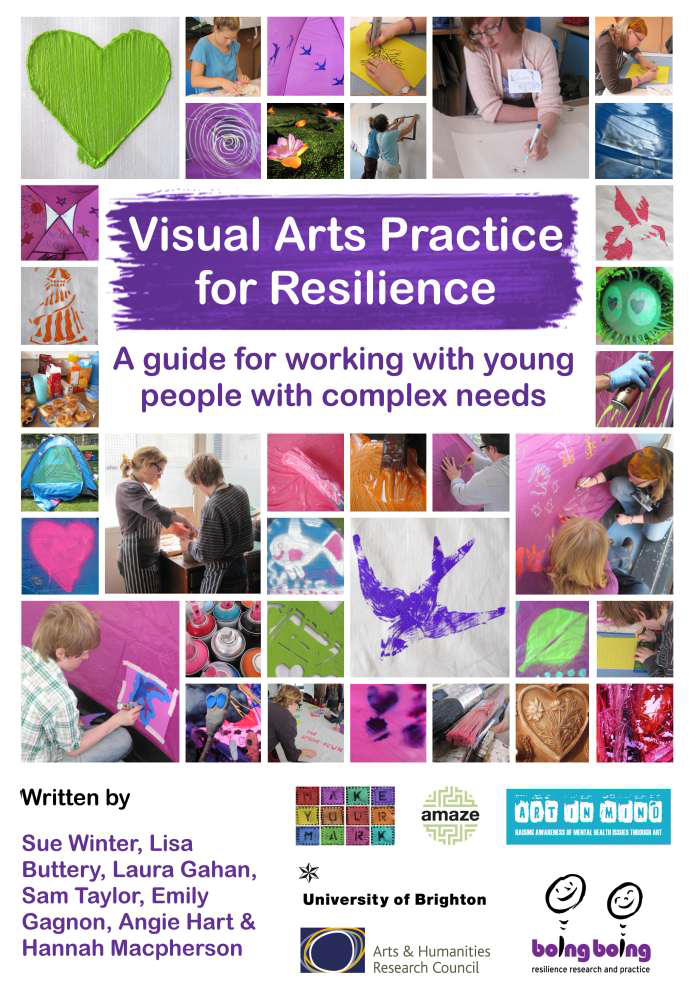 Visual Arts Practice
for Resilience
A guide for working with young
people with complex needs
Written by
Sue Winter, Lisa
Buttery, Laura Gahan,
Sam Taylor, Emily
Gagnon, Angie Hart &
Hannah Macpherson
MAKE
YOUR
MARK
amaze
ART IN MIND
RAISING AWARENESS OF MENTAL HEALTH ISSUES THROUGH ART
University of Brighton
Arts & Humanities
Research Council
boingboing
resilience research and practice